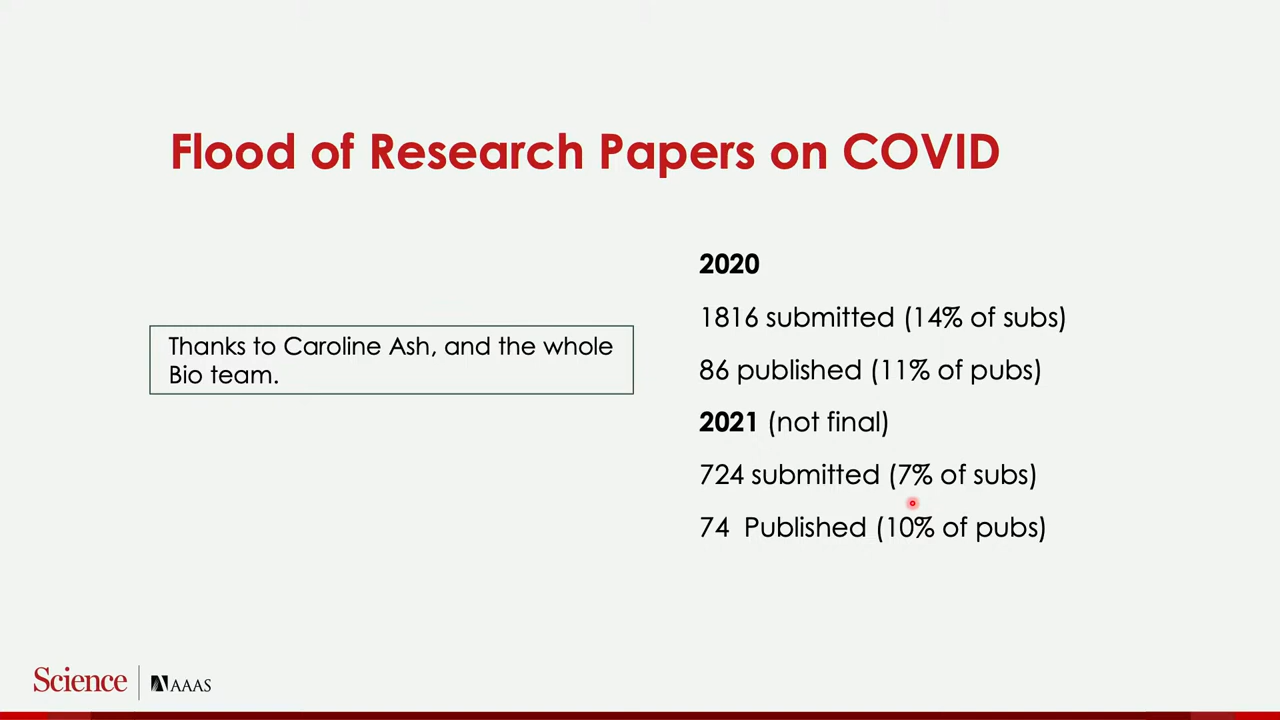 Flood of Research Papers on COVID
Thanks to Caroline Ash, and the whole
Bio team.
2020
1816 submitted (14% of subs)
86 published (11% of pubs)
2021 (not final)
724 submitted (7% of subs)
74 Published (10% of pubs)
Science
AAAS